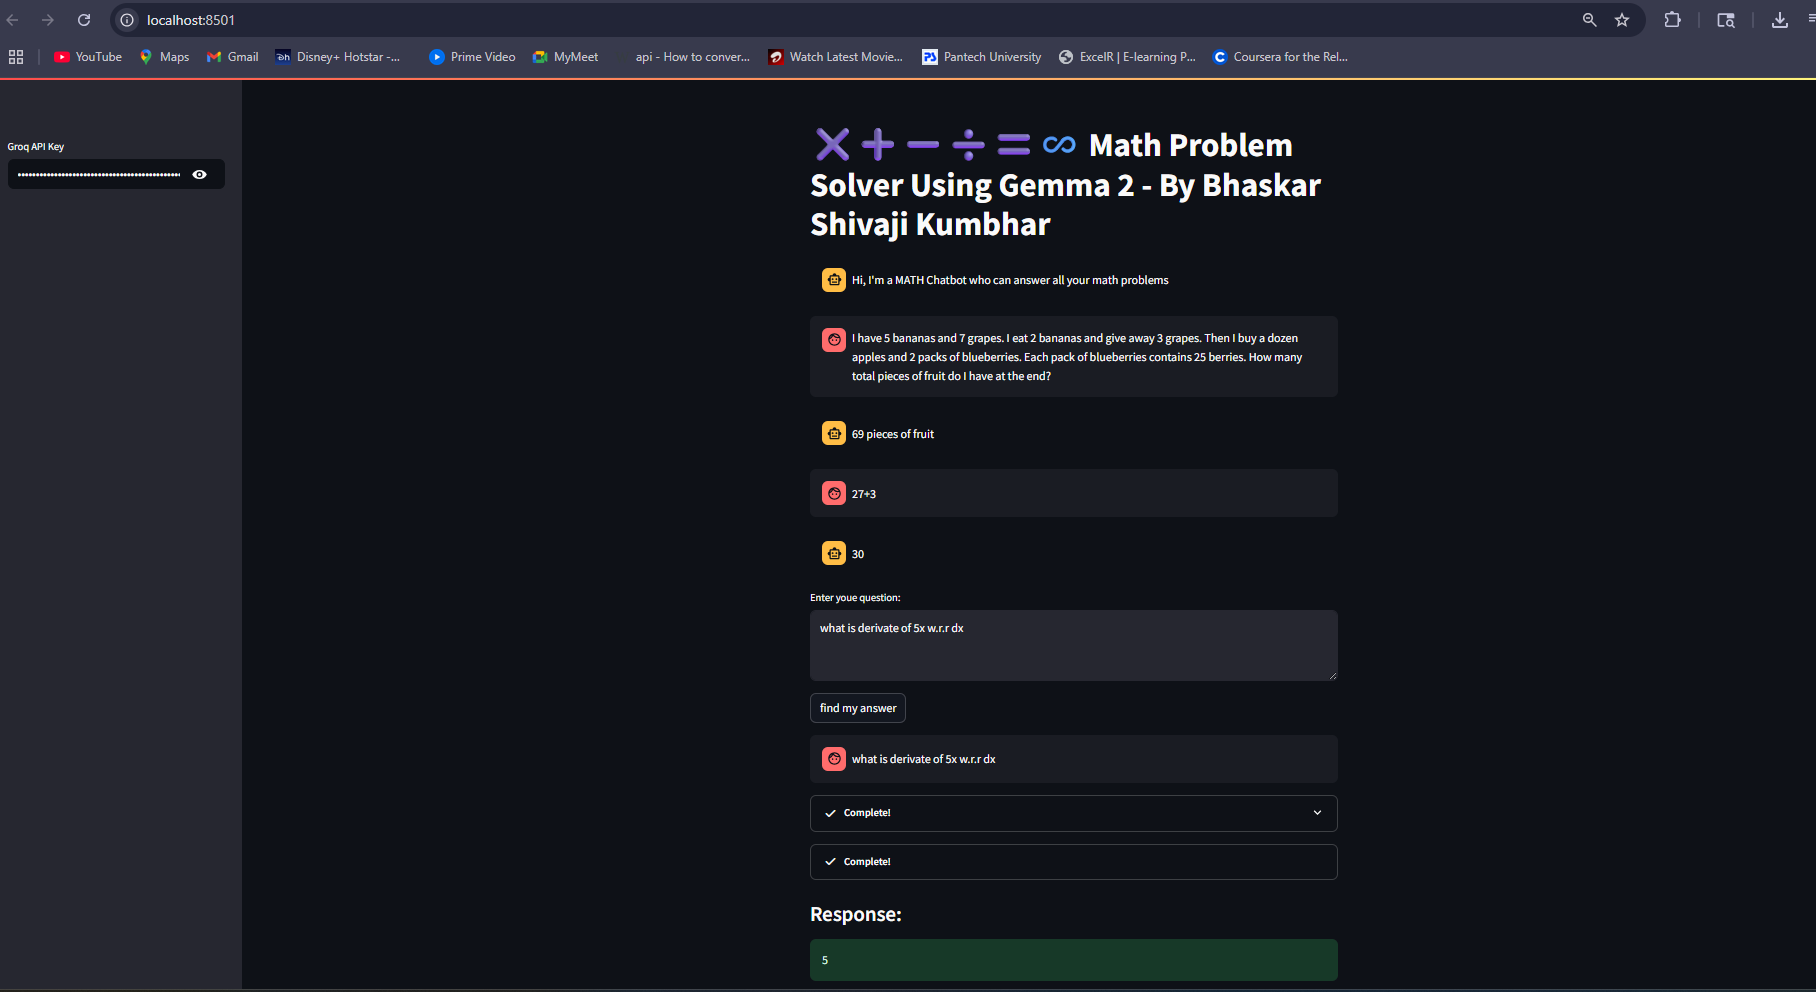 localhost:8501
YouTube Maps Gmail Disney+ Hotstar -... Prime Video MyMeet api - How to conver... Watch Latest Movie... Pantech University ExcelR | E-learning P... Coursera for the Rel...
Groq API Key
Math Problem
Solver Using Gemma 2 - By Bhaskar
Shivaji Kumbhar
Hi, I'm a MATH Chatbot who can answer all your math problems
I have 5 bananas and 7 grapes. I eat 2 bananas and give away 3 grapes. Then I buy a dozen
apples and 2 packs of blueberries. Each pack of blueberries contains 25 berries. How many
total pieces of fruit do I have at the end?
69 pieces of fruit
27+3
30
Enter youe question:
what is derivate of 5x w.r.r dx
find my answer
what is derivate of 5x w.r.r dx
Complete!
Complete!
Response:
5